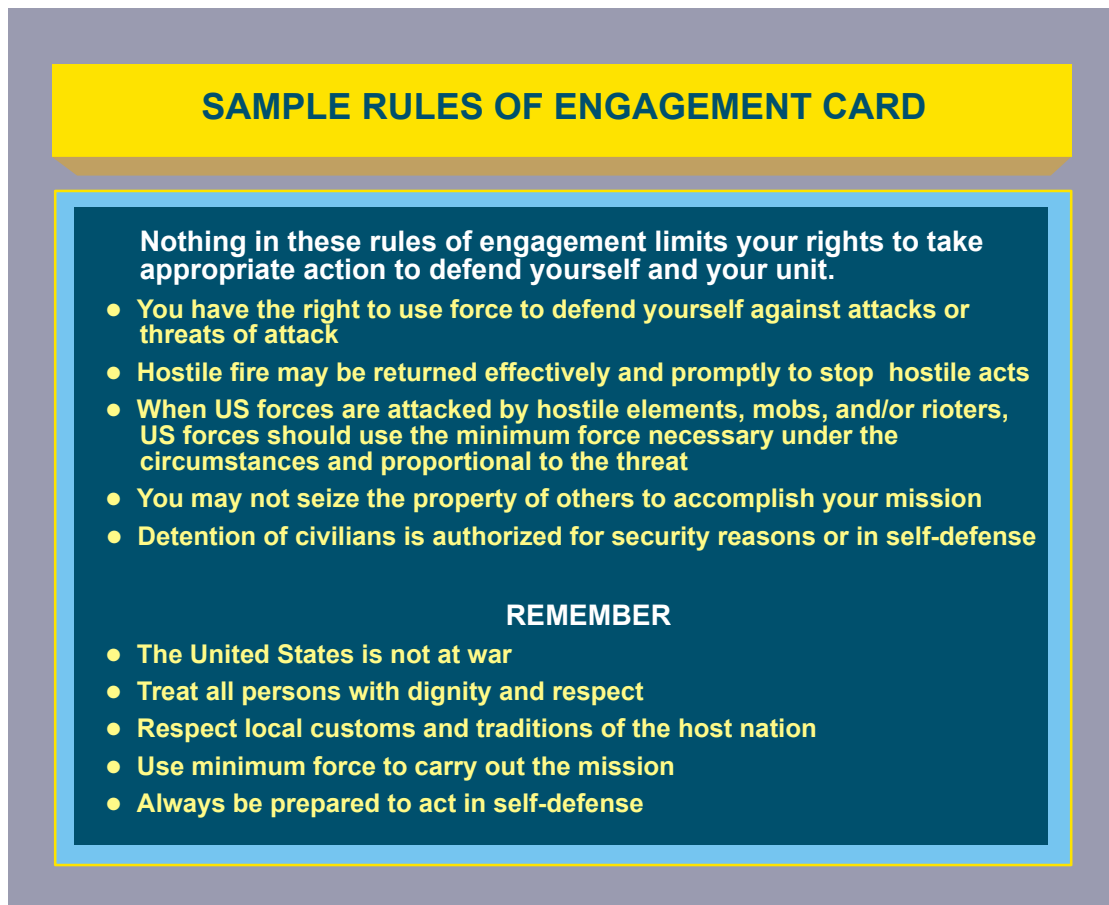 SAMPLE RULES OF ENGAGEMENT CARD
Nothing in these rules of engagement limits your rights to take
appropriate action to defend yourself and your unit.
● You have the right to use force to defend yourself against attacks or
threats of attack
● Hostile fire may be returned effectively and promptly to stop  hostile acts
● When US forces are attacked by hostile elements, mobs, and/or rioters,
US forces should use the minimum force necessary under the
circumstances and proportional to the threat
● You may not seize the property of others to accomplish your mission
● Detention of civilians is authorized for security reasons or in self-defense
REMEMBER
● The United States is not at war
● Treat all persons with dignity and respect
● Respect local customs and traditions of the host nation
● Use minimum force to carry out the mission
● Always be prepared to act in self-defense